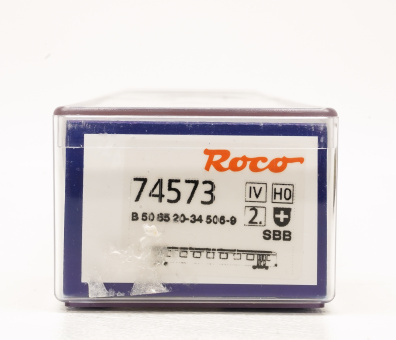 Roco
74573 IV H0
B 50 85 20-34 506-9 2.
SBB